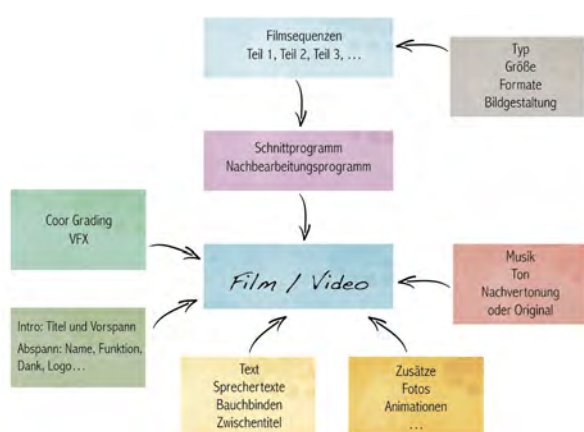 Filmsequenzen
Teil 1, Teil 2, Teil 3, ...
Typ
Größe
Formate
Bildgestaltung
Schnittprogramm
Nachbearbeitungsprogramm
Coor Grading
VFX
Film / Video
Musik
Ton
Nachvertonung
oder Original
Intro: Titel und Vorspann
Abspann: Name, Funktion,
Dank, Logo...
Text
Sprechertexte
Bauchbinden
Zwischentitel
Zusätze
Fotos
Animationen
...